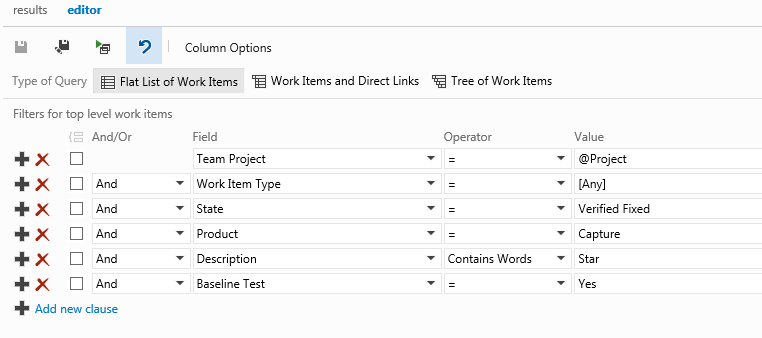 results editor
Column Options
Type of Query Flat List of Work Items Work Items and Direct Links Tree of Work Items
Filters for top level work items
And/Or Field Operator Value
Team Project = @Project
And Work Item Type = [Any]
And State = Verified Fixed
And Product = Capture
And Description Contains Words Star
And Baseline Test = Yes
Add new clause